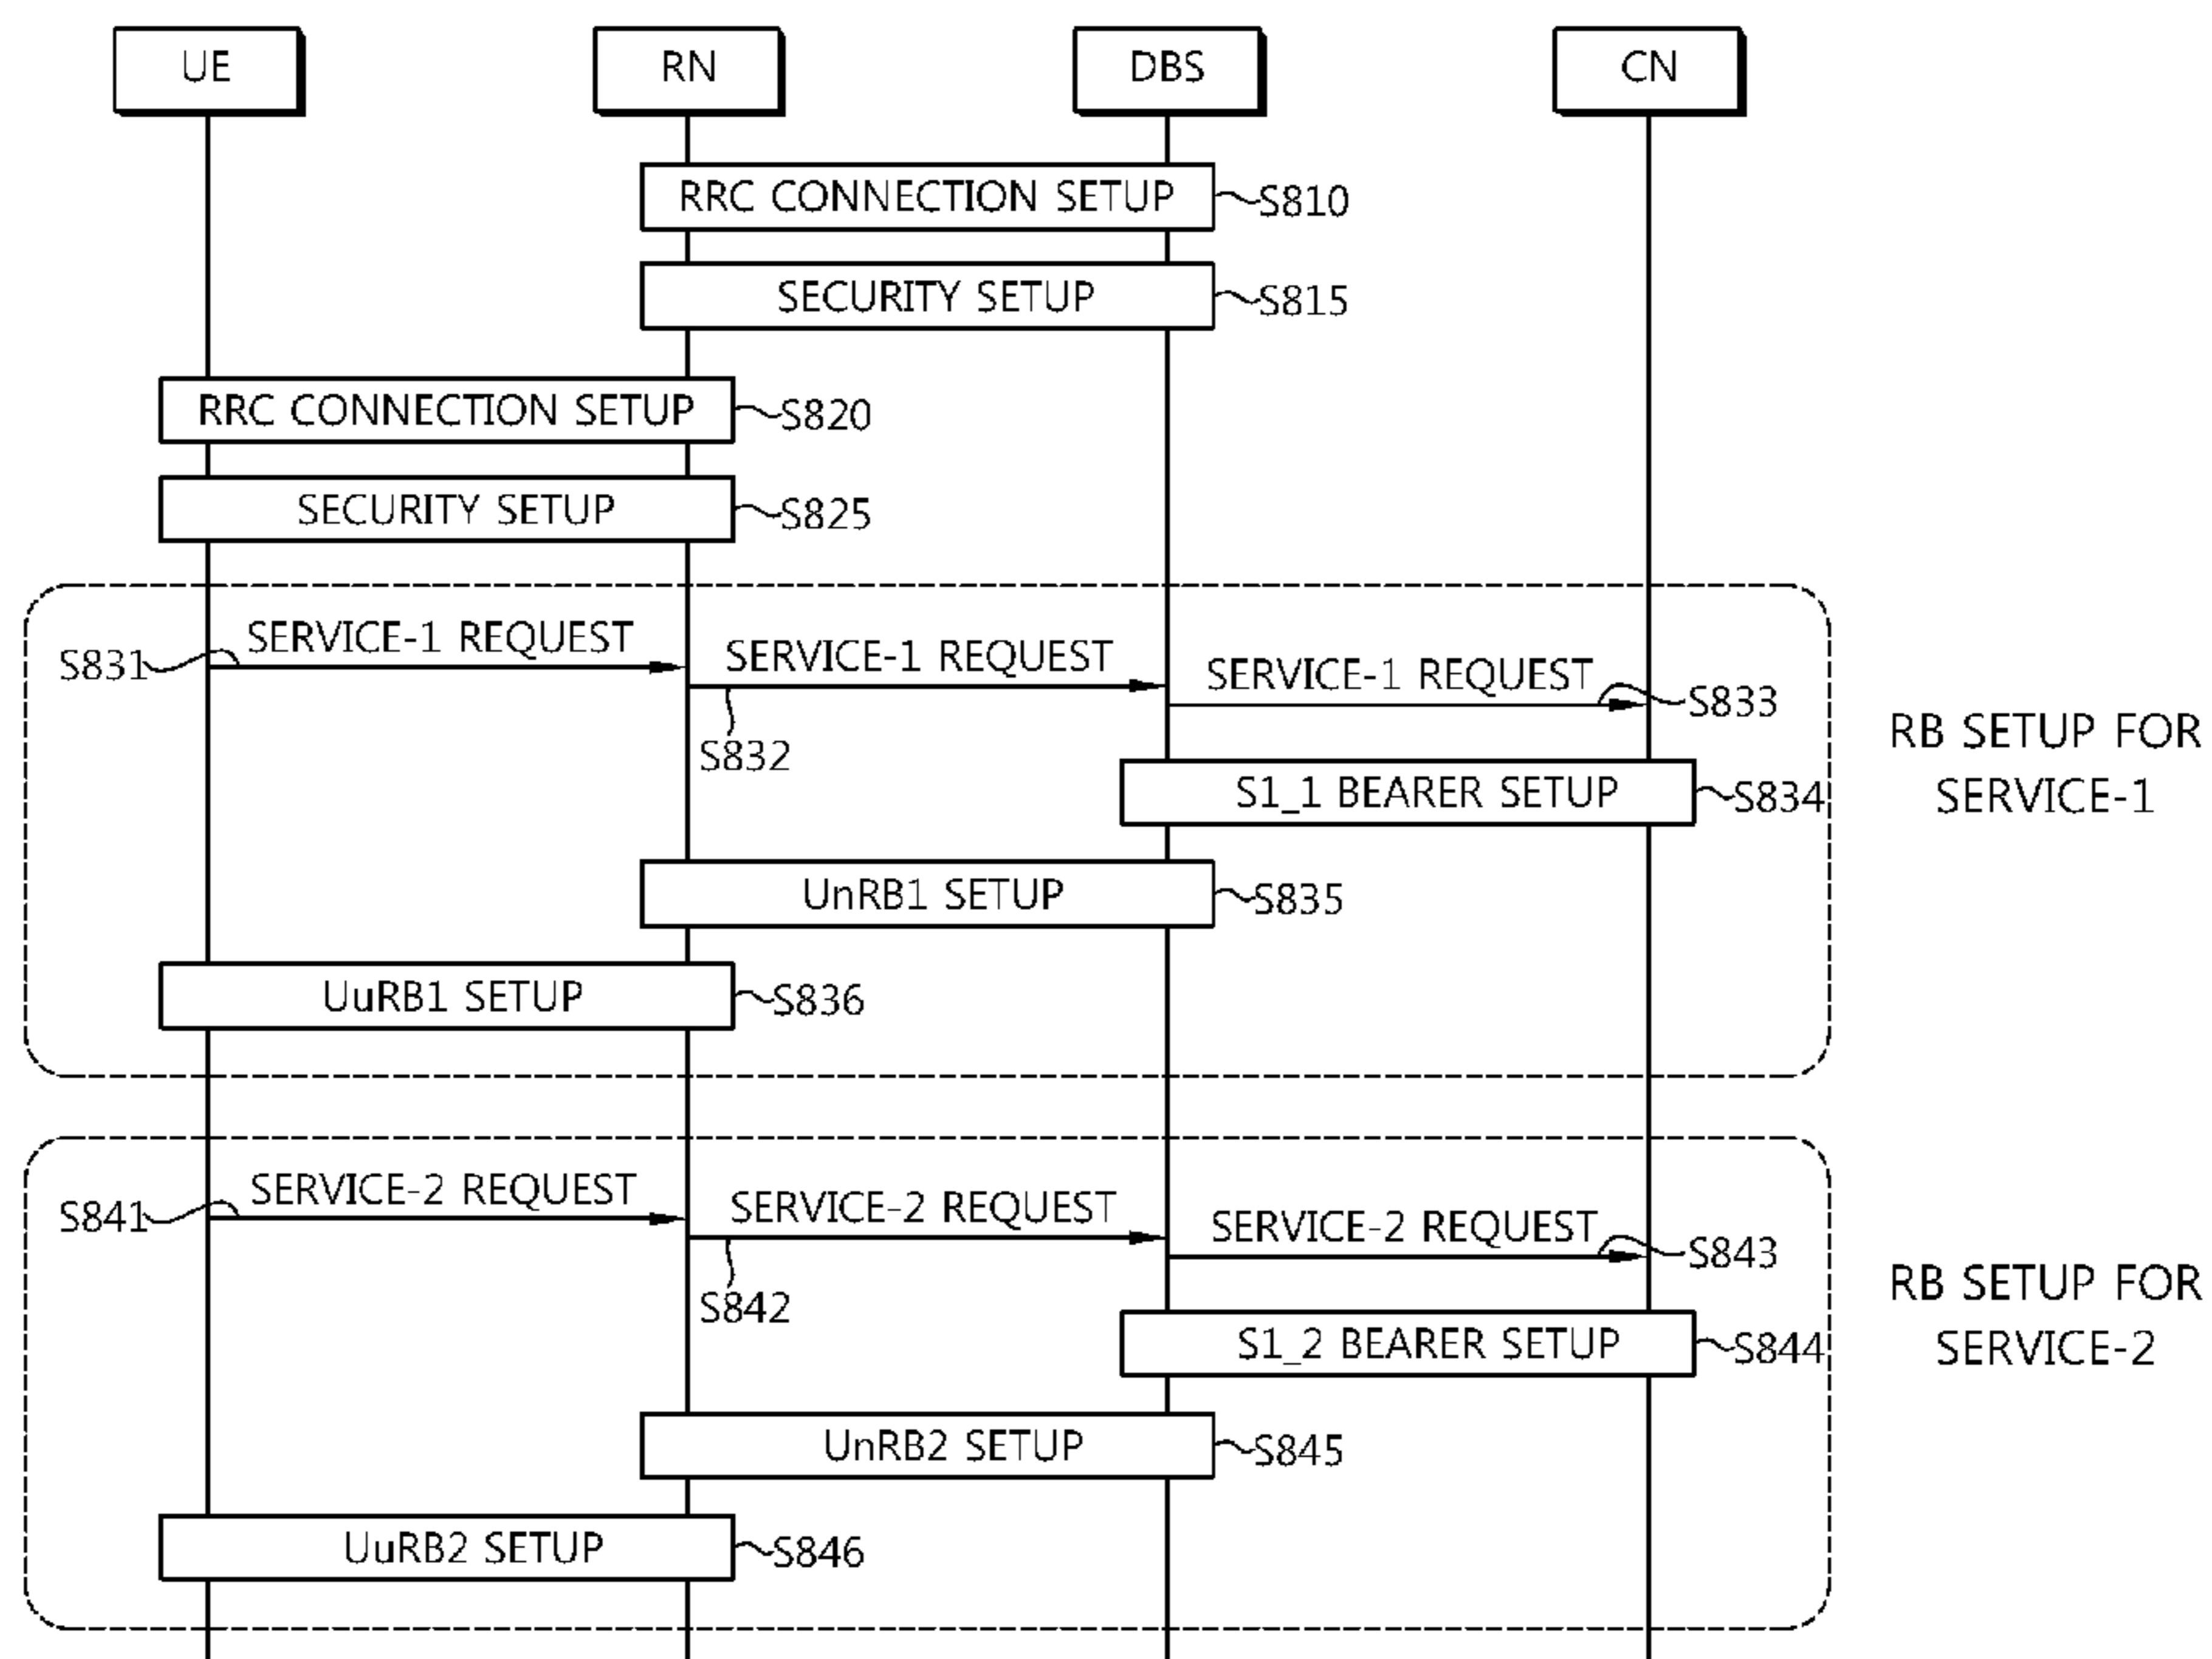 UE
RN
DBS
CN
RRC CONNECTION SETUP
S810
SECURITY SETUP
S815
RRC CONNECTION SETUP
S820
SECURITY SETUP
S825
S831
SERVICE-1 REQUEST
SERVICE-1 REQUEST
S832
SERVICE-1 REQUEST
S833
S1_1 BEARER SETUP
S834
UnRB1 SETUP
S835
UuRB1 SETUP
S836
RB SETUP FOR
SERVICE-1
S841
SERVICE-2 REQUEST
SERVICE-2 REQUEST
S842
SERVICE-2 REQUEST
S843
S1_2 BEARER SETUP
S844
UnRB2 SETUP
S845
UuRB2 SETUP
S846
RB SETUP FOR
SERVICE-2